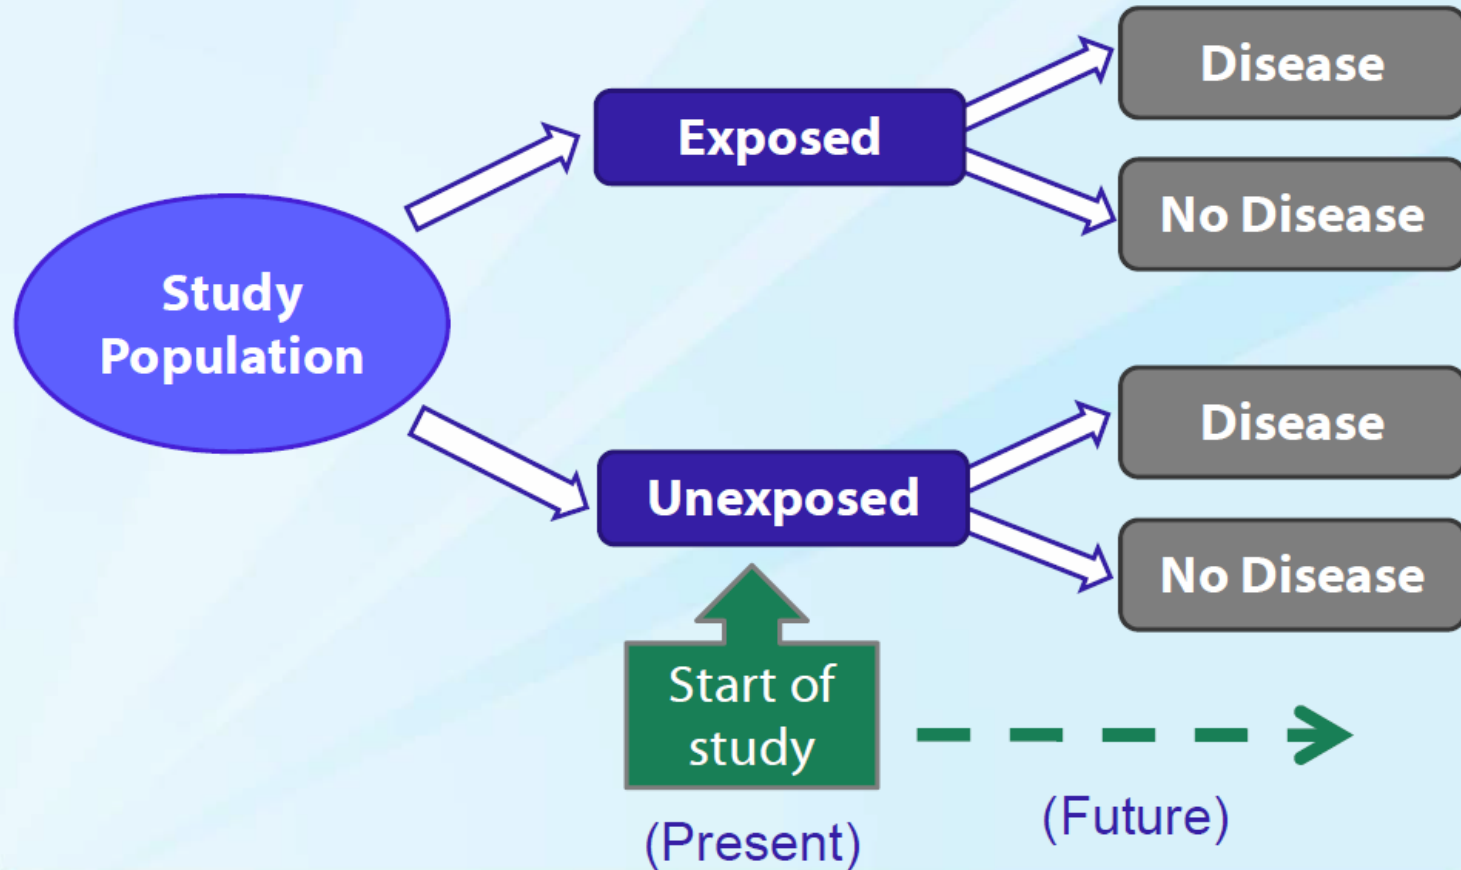 Disease
Exposed
No Disease
Study
Population
Disease
Unexposed
No Disease
Start of
study
(Present)
(Future)